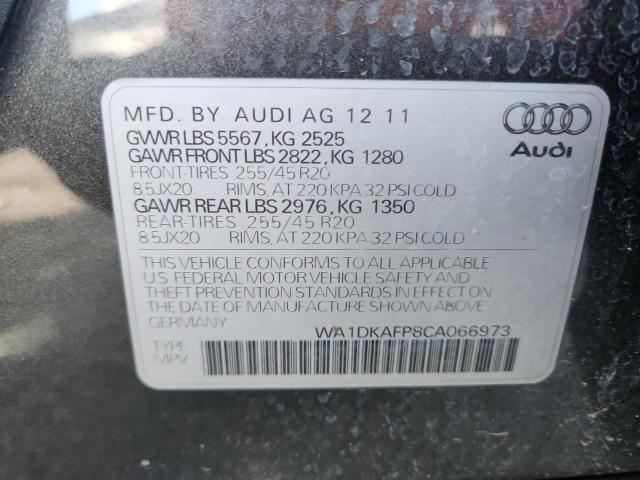 MFD. BY AUDI AG 12 11
GVWR LBS 5567, KG 2525
GAWR FRONT LBS 2822, KG 1280
FRONT-TIRES 255/45 R20
8.5JX20 RIMS, AT 220 KPA 32 PSI COLD
GAWR REAR LBS 2976, KG 1350
REAR-TIRES 255/45 R20
8.5JX20 RIMS, AT 220 KPA 32 PSI COLD
Audi
THIS VEHICLE CONFORMS TO ALL APPLICABLE
U.S. FEDERAL MOTOR VEHICLE SAFETY AND
THEFT PREVENTION STANDARDS IN EFFECT ON
THE DATE OF MANUFACTURE SHOWN ABOVE
GERMANY WA1DKAFP8CA066973
TYPE
MPV